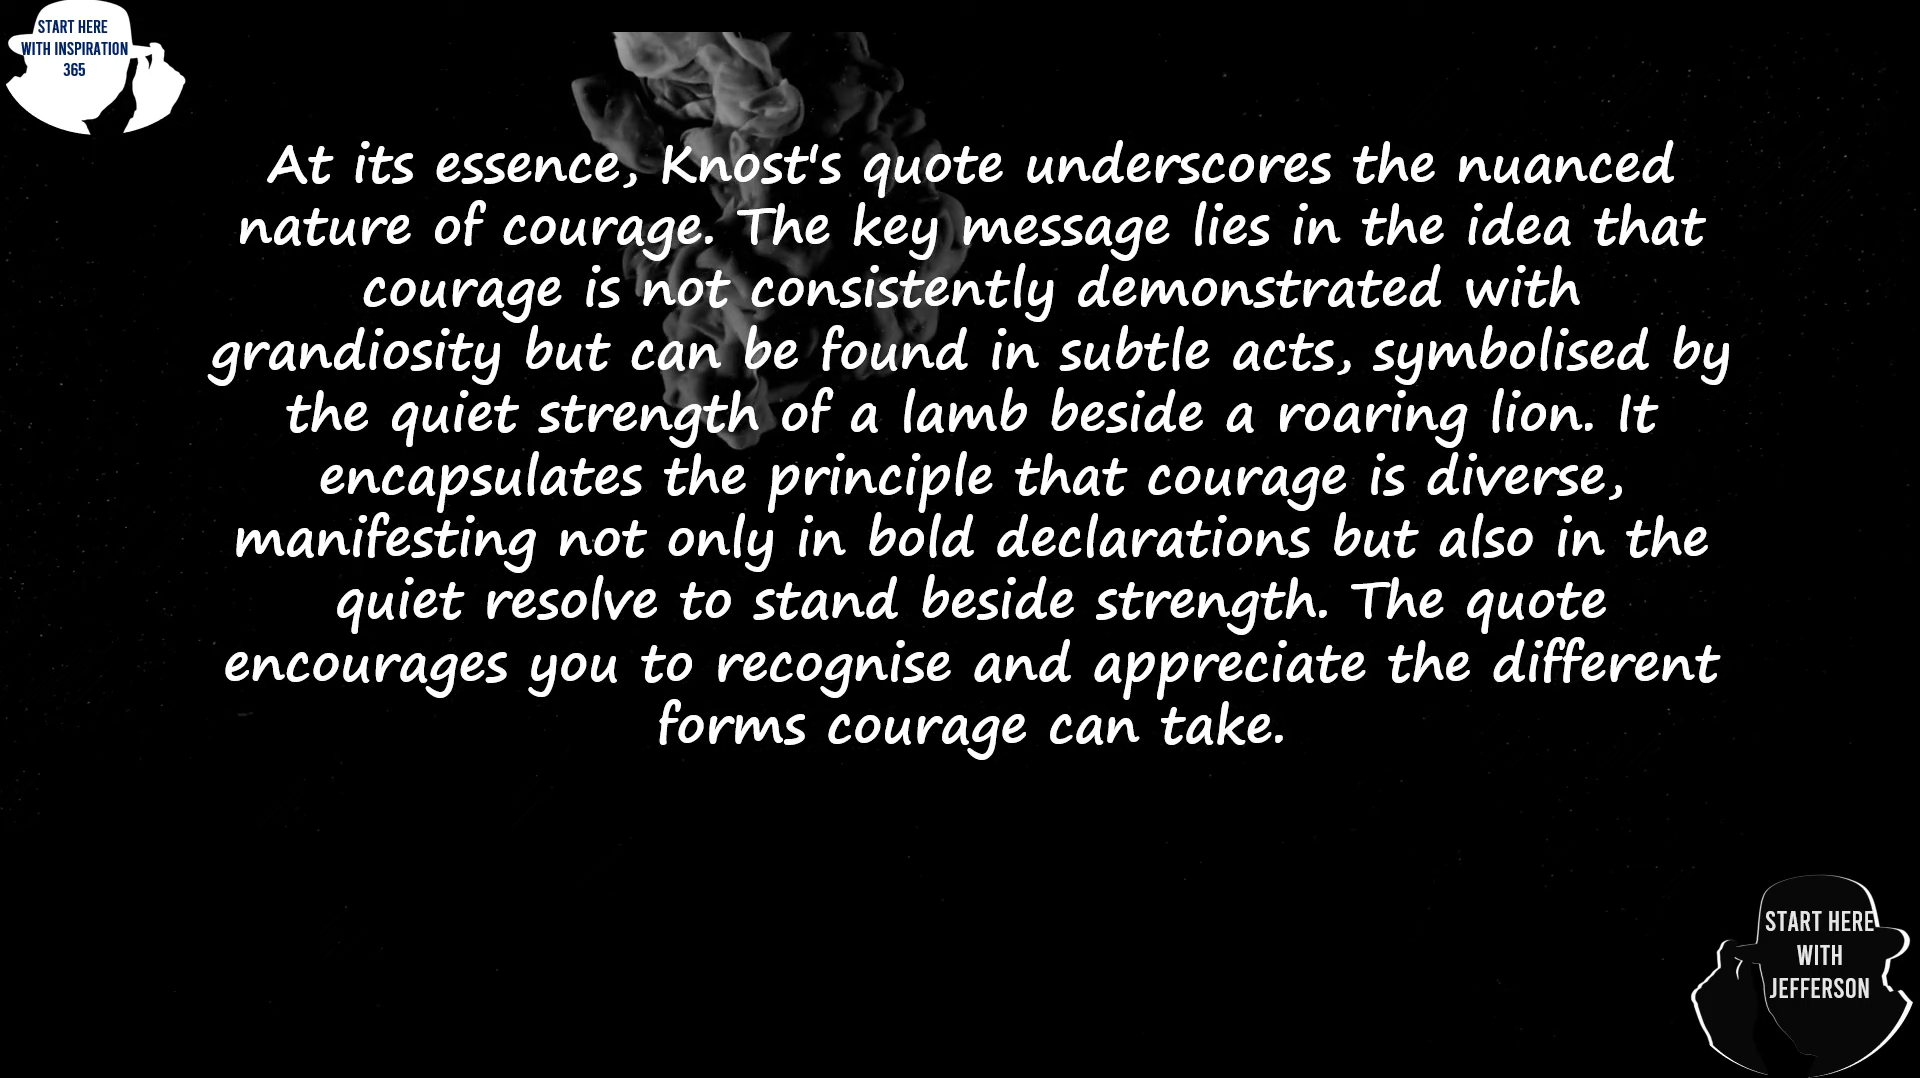 START HERE
WITH INSPIRATION
365
At its essence, Knost's quote underscores the nuanced
nature of courage. The key message lies in the idea that
courage is not consistently demonstrated with
grandiosity but can be found in subtle acts, symbolised by
the quiet strength of a lamb beside a roaring lion. It
encapsulates the principle that courage is diverse,
manifesting not only in bold declarations but also in the
quiet resolve to stand beside strength. The quote
encourages you to recognise and appreciate the different
forms courage can take.
START HERE
WITH
JEFFERSON